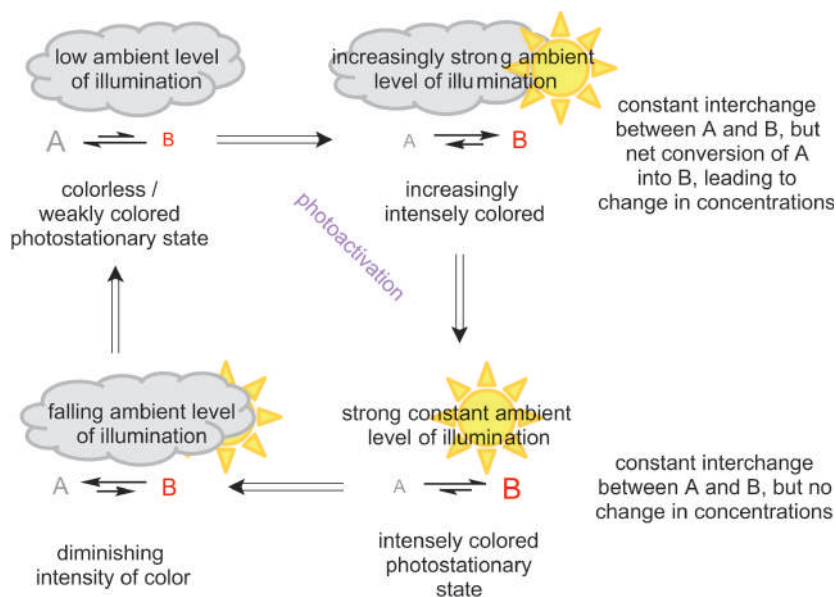 low ambient level
of illumination
A B
colorless /
weakly colored
photostationary state
increasingly strong ambient
level of illumination
A B
increasingly
intensely colored
constant interchange
between A and B, but
net conversion of A
into B, leading to
change in concentrations
photoactivation
falling ambient level
of illumination
A B
diminishing
intensity of color
strong constant ambient
level of illumination
A B
intensely colored
photostationary
state
constant interchange
between A and B, but no
change in concentrations